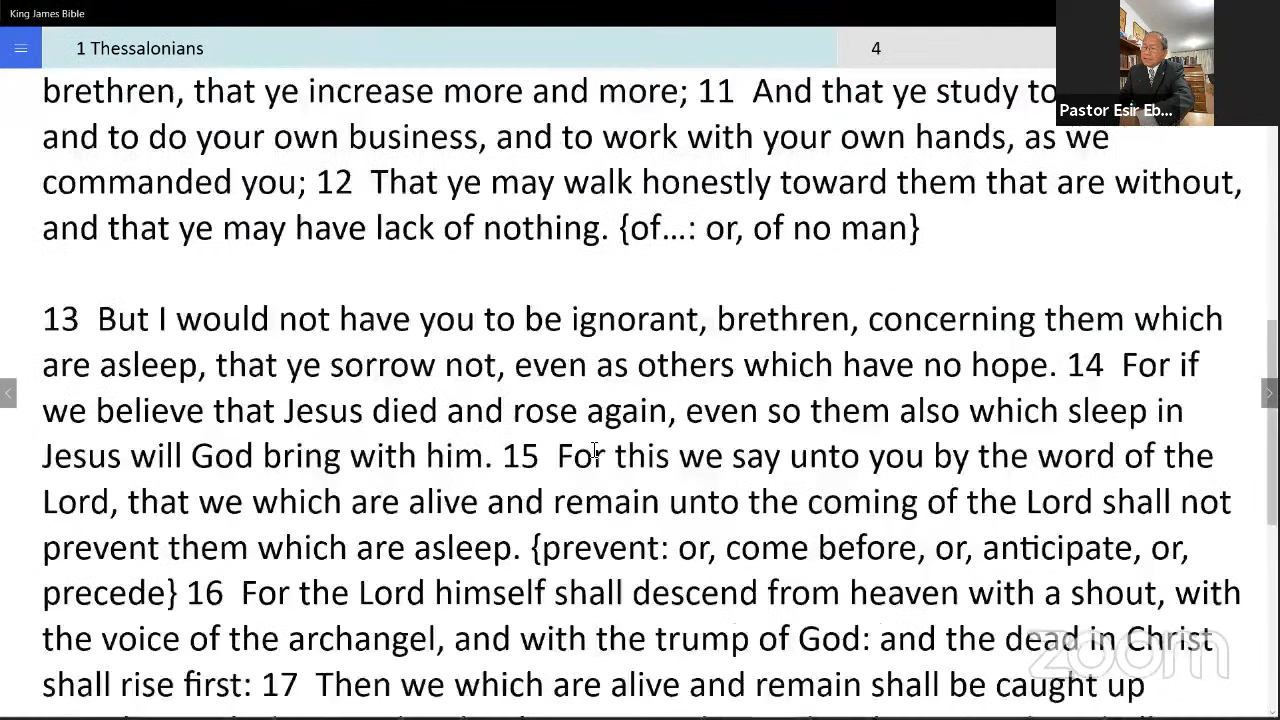 King James Bible
1 Thessalonians
4
Pastor Esir Eb...
brethren, that ye increase more and more; 11 And that ye study to
and to do your own business, and to work with your own hands, as we
commanded you; 12 That ye may walk honestly toward them that are without,
and that ye may have lack of nothing. {of...: or, of no man}
13 But I would not have you to be ignorant, brethren, concerning them which
are asleep, that ye sorrow not, even as others which have no hope. 14 For if
we believe that Jesus died and rose again, even so them also which sleep in
Jesus will God bring with him. 15 For this we say unto you by the word of the
Lord, that we which are alive and remain unto the coming of the Lord shall not
prevent them which are asleep. {prevent: or, come before, or, anticipate, or,
precede} 16 For the Lord himself shall descend from heaven with a shout, with
the voice of the archangel, and with the trump of God: and the dead in Christ
shall rise first: 17 Then we which are alive and remain shall be caught up
zoom